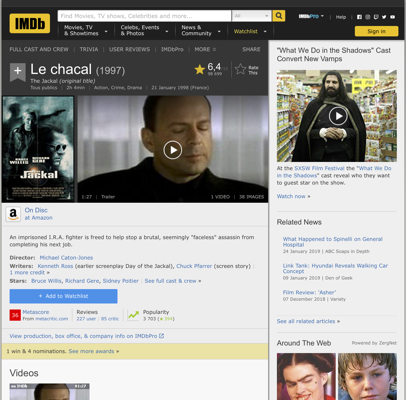 IMDb
Find Movies, TV shows, Celebrities and more...
All
IMDbPro
Help
Movies, TV & Showtimes
Celebs, Events & Photos
News & Community
Watchlist
Sign in
FULL CAST AND CREW | TRIVIA | USER REVIEWS | IMDbPro | MORE
SHARE
Le chacal (1997)
The Jackal (original title)
Tous publics | 2h 4min | Action, Crime, Drama | 21 January 1998 (France)
6,4
Rate This
BRUCE WILLIS
RICHARD GERE
The Jackal
1:27 | Trailer
1 VIDEO | 38 IMAGES
On Disc
at Amazon
An imprisoned I.R.A. fighter is freed to help stop a brutal, seemingly "faceless" assassin from
completing his next job.
Director: Michael Caton-Jones
Writers: Kenneth Ross (earlier screenplay Day of the Jackal), Chuck Pfarrer (screen story)
1 more credit »
Stars: Bruce Willis, Richard Gere, Sidney Poitier | See full cast & crew »
+ Add to Watchlist
36
Metascore
From metacritic.com
Reviews
227 user | 85 critic
Popularity
3 703
View production, box office, & company info on IMDbPro
1 win & 4 nominations. See more awards »
Videos
"What We Do in the Shadows" Cast
Convert New Vamps
At the SXSW Film Festival the "What We Do
in the Shadows" cast reveal who they want
to guest star on the show.
Watch now »
Related News
What Happened to Spinelli on General
Hospital?
24 January 2019 | ABC Soaps in Depth
Link Tank: Hyundai Reveals Walking Car
Concept
09 January 2019 | Den of Geek
Film Review: 'Asher'
07 December 2018 | Variety
See all related articles »
Around The Web
Powered by ZergNet